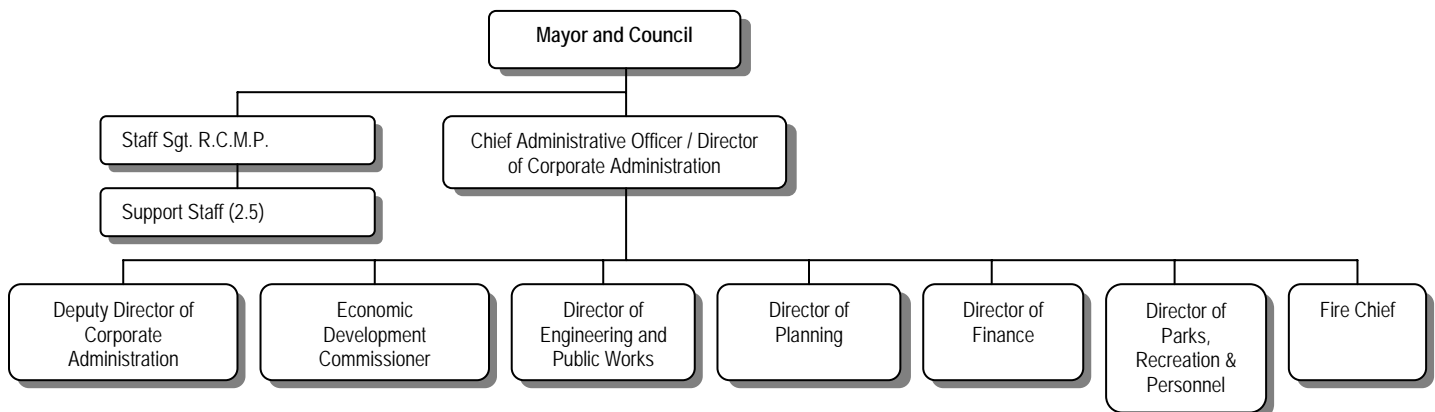 Mayor and Council
Staff Sgt. R.C.M.P.
Chief Administrative Officer / Director
of Corporate Administration
Support Staff (2.5)
Deputy Director of
Corporate
Administration
Economic
Development
Commissioner
Director of
Engineering and
Public Works
Director of
Planning
Director of
Finance
Director of
Parks,
Recreation &
Personnel
Fire Chief